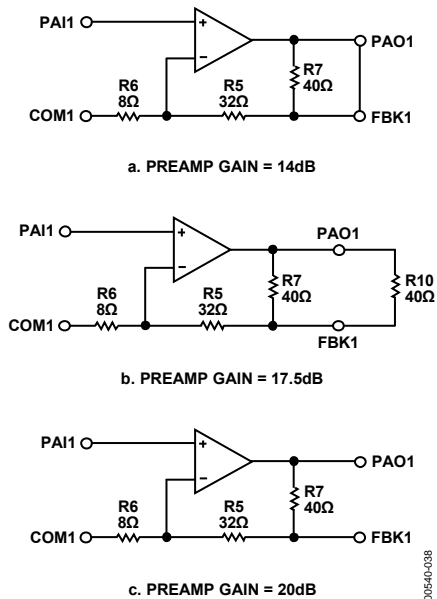 PAI1
+
−
PAO1
R6
8Ω
R5
32Ω
R7
40Ω
COM1
FBK1
a. PREAMP GAIN = 14dB
PAI1
+
−
PAO1
R6
8Ω
R5
32Ω
R7
40Ω
R10
40Ω
COM1
FBK1
b. PREAMP GAIN = 17.5dB
PAI1
+
−
PAO1
R6
8Ω
R5
32Ω
R7
40Ω
COM1
FBK1
c. PREAMP GAIN = 20dB
00540-038